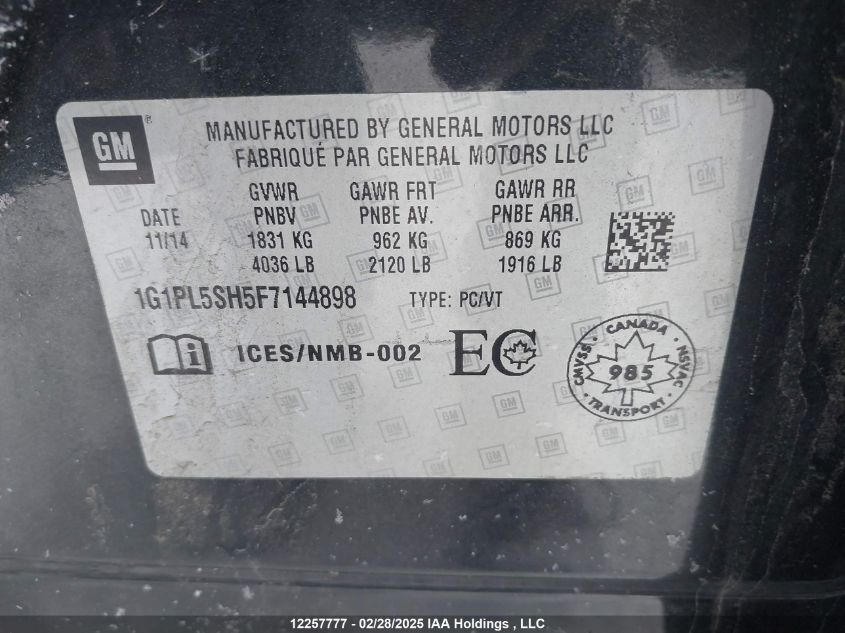 GM
MANUFACTURED BY GENERAL MOTORS LLC
FABRIQUÉ PAR GENERAL MOTORS LLC
GVWR GAWR FRT GAWR RR
DATE PNBV PNBE AV. PNBE ARR.
11/14 1831 KG 962 KG 869 KG
4036 LB 2120 LB 1916 LB
1G1PL5SH5F7144898 TYPE: PC/VT
i ICES/NMB-002 EC
CANADA
CMVSS 985 NSVAC
TRANSPORT
12257777 - 02/28/2025 IAA Holdings , LLC